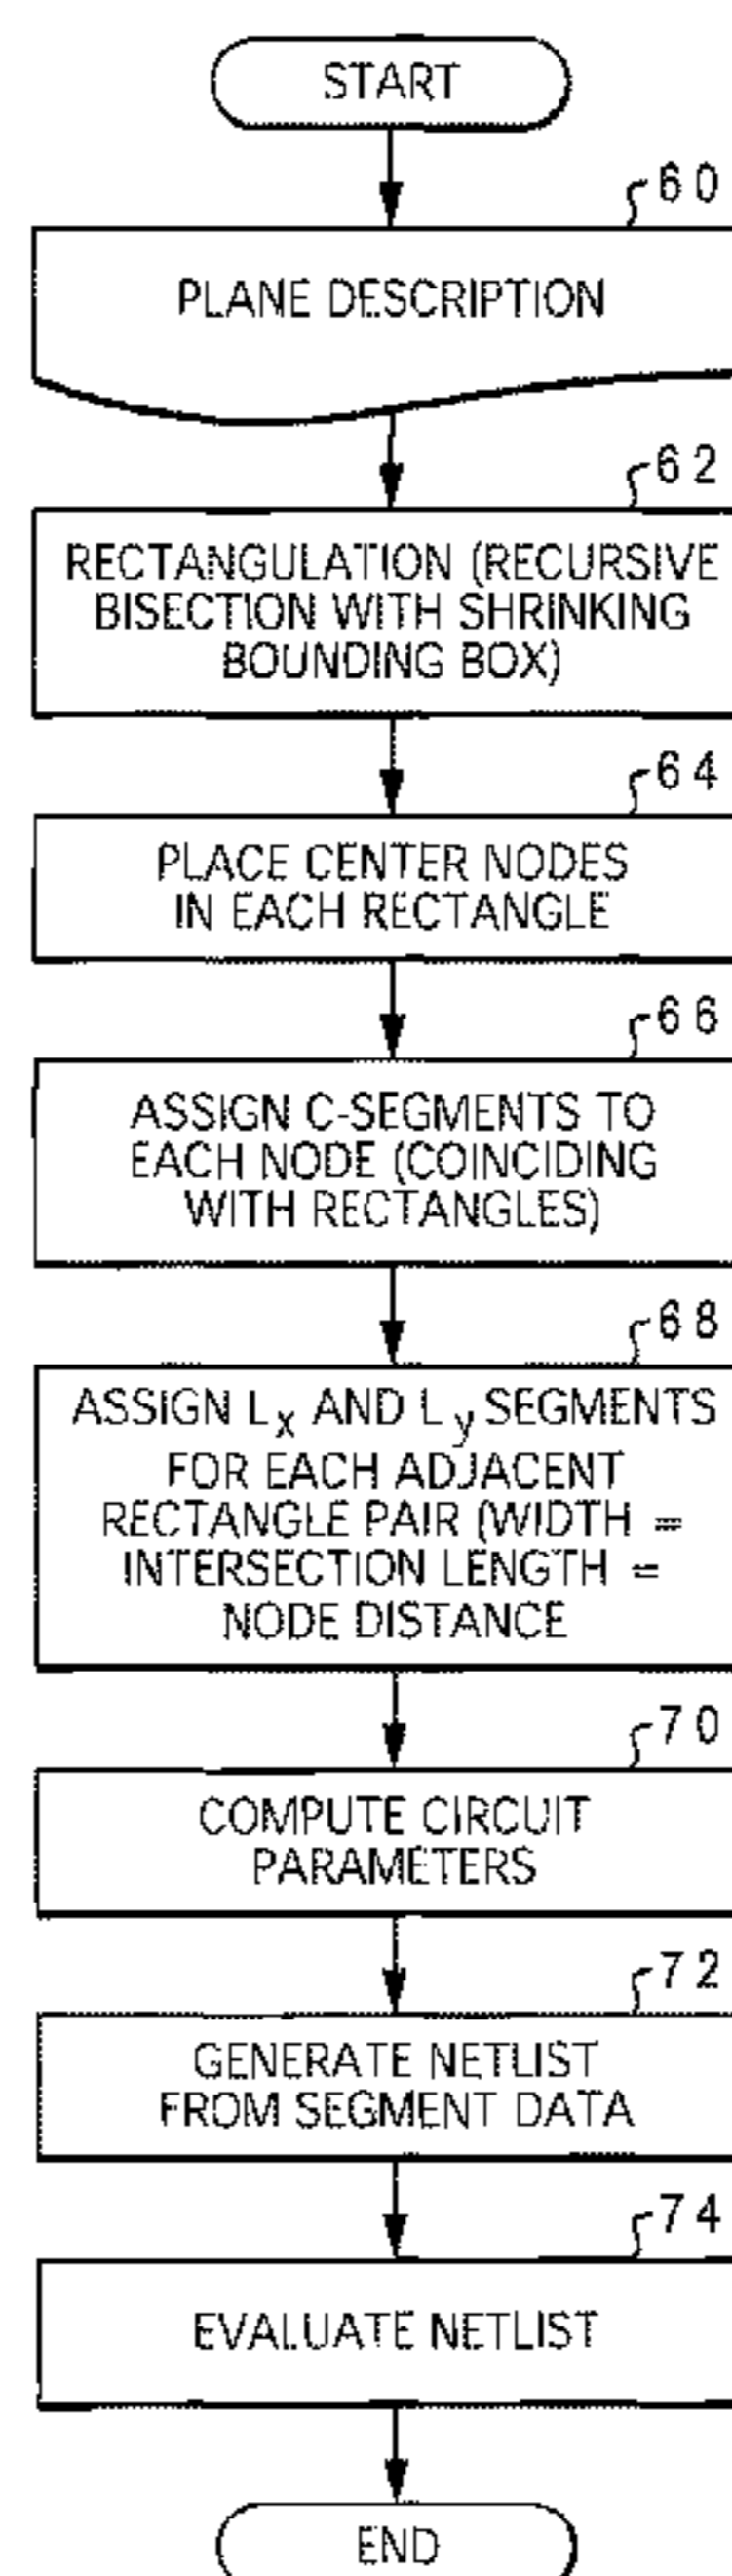 START
60
PLANE DESCRIPTION
62
RECTANGULATION (RECURSIVE
BISECTION WITH SHRINKING
BOUNDING BOX)
64
PLACE CENTER NODES
IN EACH RECTANGLE
66
ASSIGN C-SEGMENTS TO
EACH NODE (COINCIDING
WITH RECTANGLES)
68
ASSIGN Lx AND Ly SEGMENTS
FOR EACH ADJACENT
RECTANGLE PAIR (WIDTH =
INTERSECTION LENGTH =
NODE DISTANCE
70
COMPUTE CIRCUIT
PARAMETERS
72
GENERATE NETLIST
FROM SEGMENT DATA
74
EVALUATE NETLIST
END